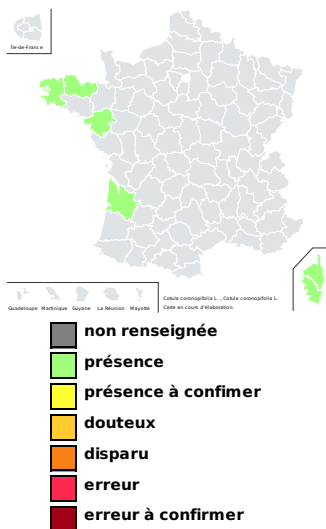 Île-de-France
Guadeloupe Martinique Guyane La Réunion Mayotte
Cotula coronopifolia L., Cotula coronopifolia L.
Carte en cours d'élaboration.
non renseignée
présence
présence à confimer
douteux
disparu
erreur
erreur à confirmer